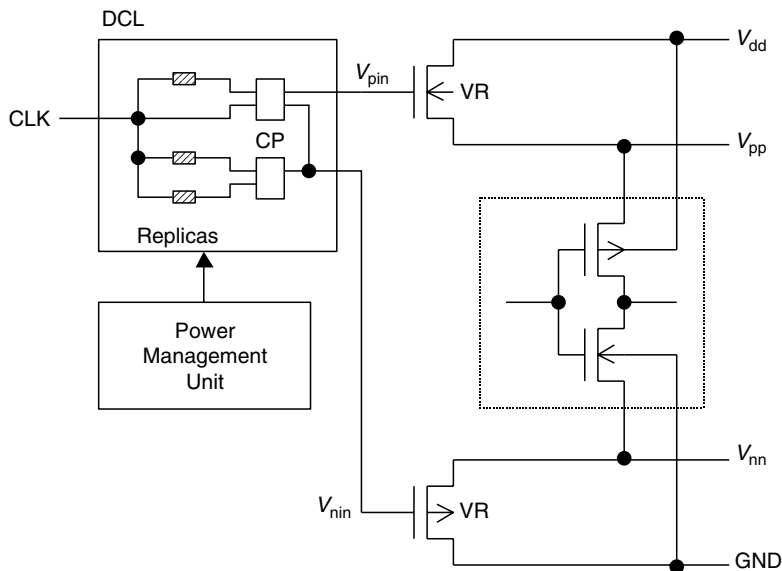 DCL
V_dd
V_pin
VR
CLK
CP
V_pp
Replicas
Power
Management
Unit
V_nn
V_nin
VR
GND